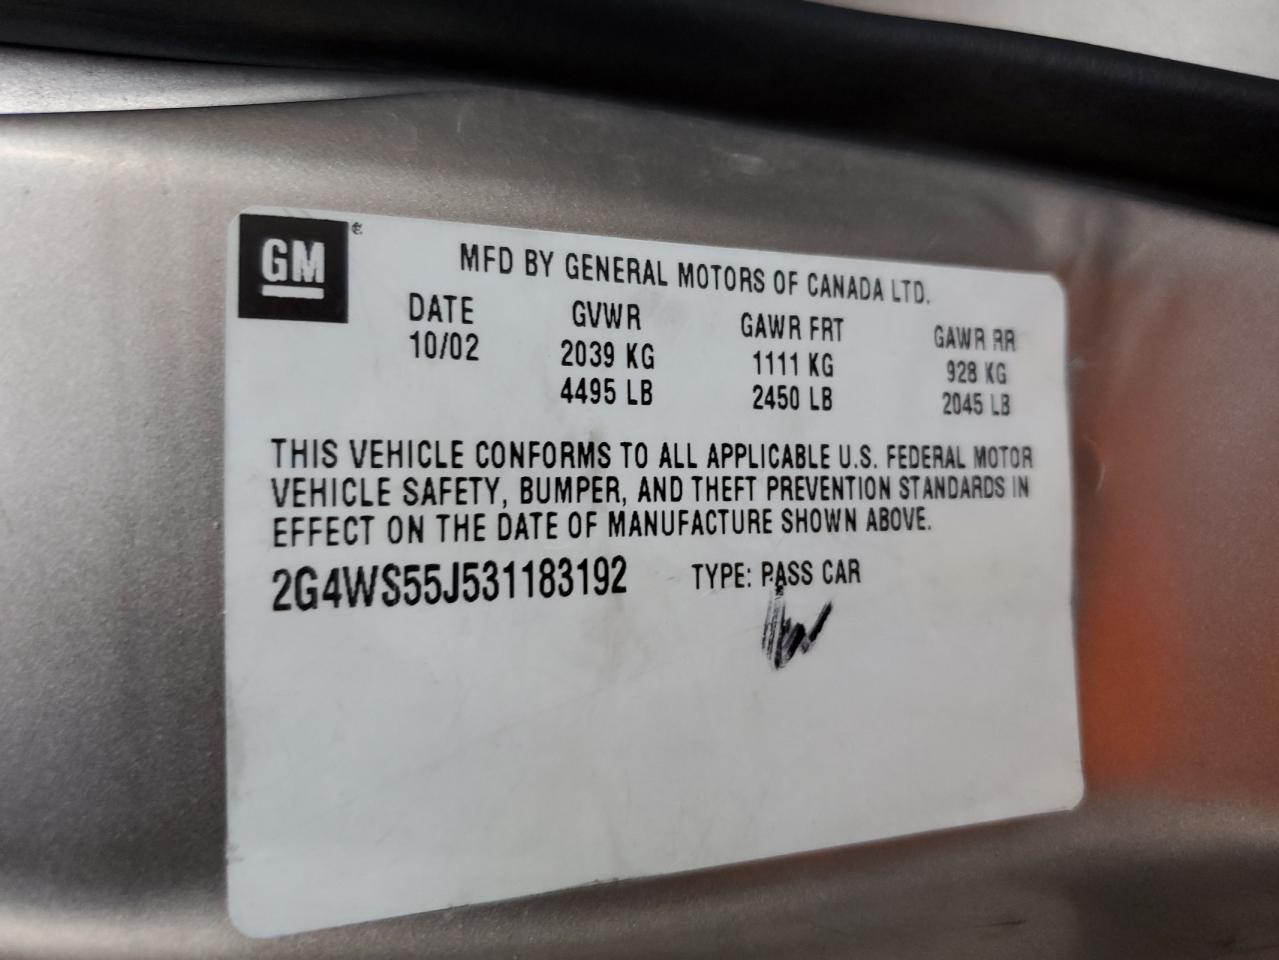 GM
MFD BY GENERAL MOTORS OF CANADA LTD.
DATE GVWR GAWR FRT GAWR RR
10/02 2039 KG 1111 KG 928 KG
4495 LB 2450 LB 2045 LB
THIS VEHICLE CONFORMS TO ALL APPLICABLE U.S. FEDERAL MOTOR
VEHICLE SAFETY, BUMPER, AND THEFT PREVENTION STANDARDS IN
EFFECT ON THE DATE OF MANUFACTURE SHOWN ABOVE.
2G4WS55J531183192 TYPE: PASS CAR